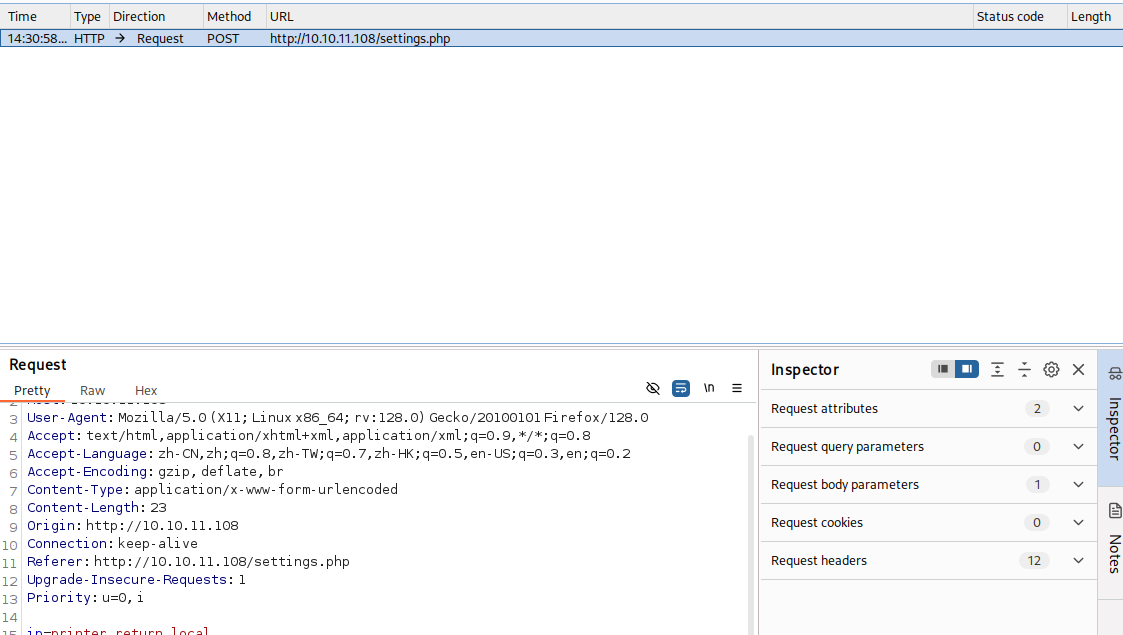 Time Type Direction Method URL Status code Length
14:30:58... HTTP → Request POST http://10.10.11.108/settings.php
Request
Pretty Raw Hex \n
3 User-Agent: Mozilla/5.0 (X11; Linux x86_64; rv:128.0) Gecko/20100101 Firefox/128.0
4 Accept: text/html,application/xhtml+xml,application/xml;q=0.9,*/*;q=0.8
5 Accept-Language: zh-CN,zh;q=0.8,zh-TW;q=0.7,zh-HK;q=0.5,en-US;q=0.3,en;q=0.2
6 Accept-Encoding: gzip, deflate, br
7 Content-Type: application/x-www-form-urlencoded
8 Content-Length: 23
9 Origin: http://10.10.11.108
10 Connection: keep-alive
11 Referer: http://10.10.11.108/settings.php
12 Upgrade-Insecure-Requests: 1
13 Priority: u=0, i
14
15 ip=printer.return.local
Inspector
Request attributes 2
Request query parameters 0
Request body parameters 1
Request cookies 0
Request headers 12
Inspector
Notes